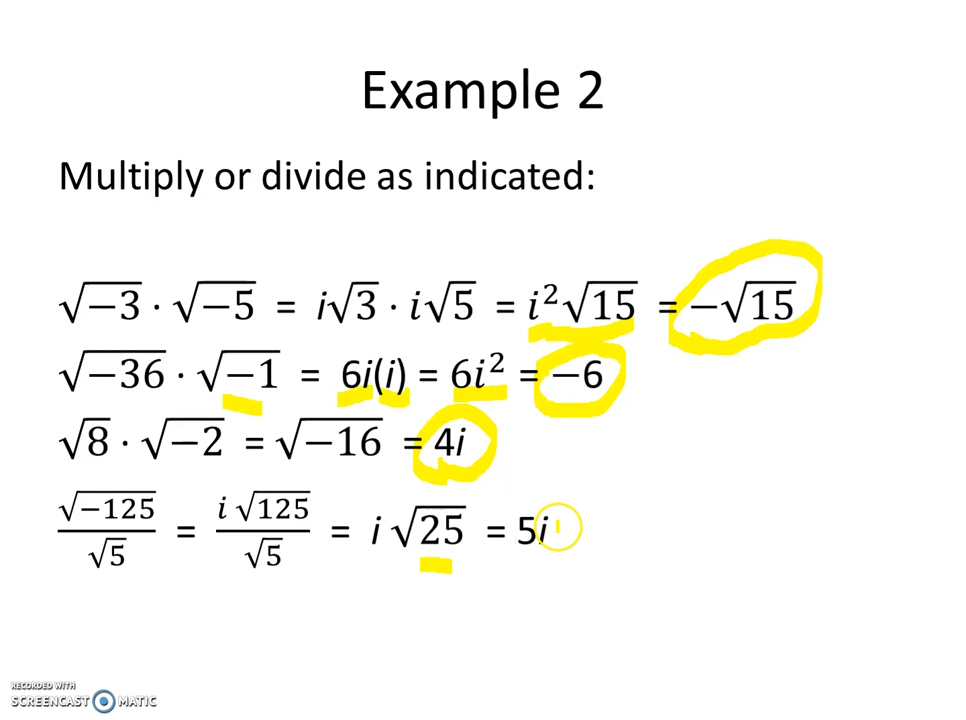 Example 2
Multiply or divide as indicated:
√−3 · √−5 = i√3 · i√5 = i²√15 = −√15
√−36 · √−1 = 6i(i) = 6i² = −6
√8 · √−2 = √−16 = 4i
√−125/√5 = i √125/√5 = i √25 = 5i
RECORDED WITH
SCREENCAST MATIC